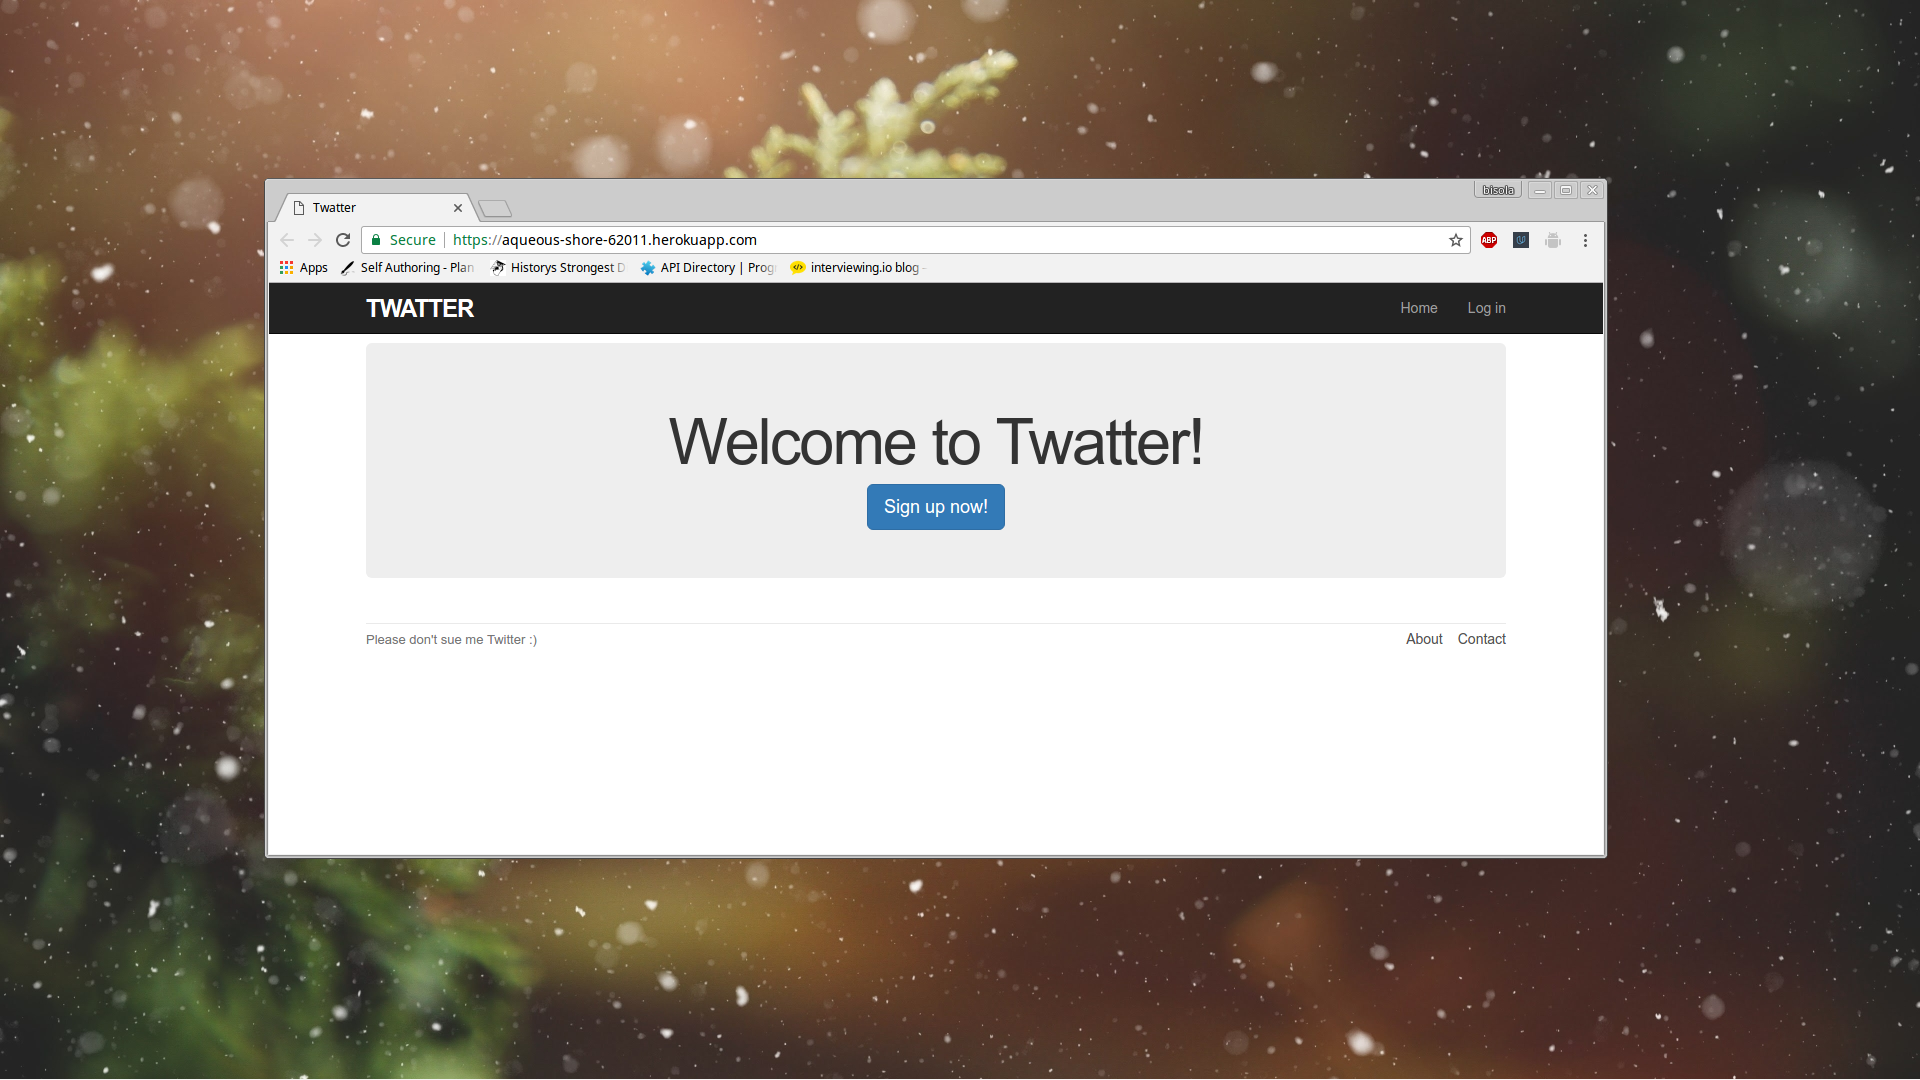 bisola
Twatter
Secure https://aqueous-shore-62011.herokuapp.com ABP
Apps Self Authoring - Plan Historys Strongest D API Directory | Prog interviewing.io blog -
TWATTER Home Log in
Welcome to Twatter!
Sign up now!
Please don't sue me Twitter :) About Contact